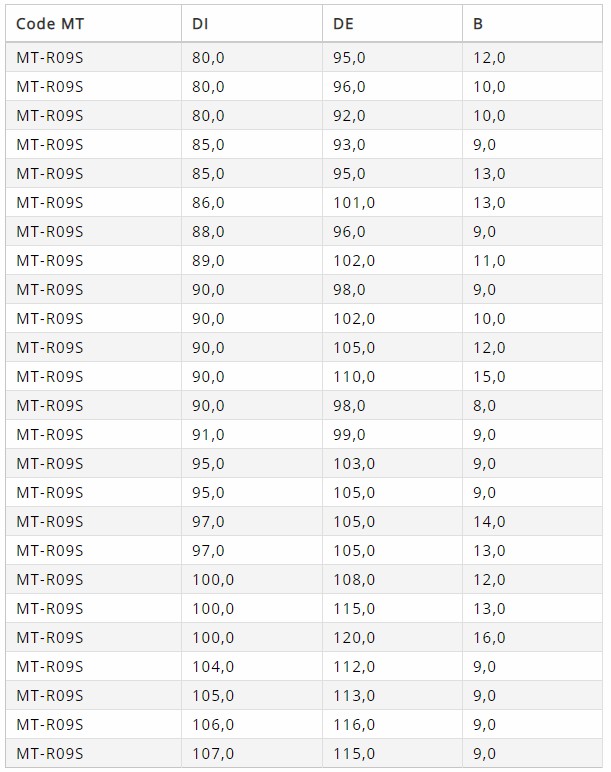 Code MT DI DE B
MT-R09S 80,0 95,0 12,0
MT-R09S 80,0 96,0 10,0
MT-R09S 80,0 92,0 10,0
MT-R09S 85,0 93,0 9,0
MT-R09S 85,0 95,0 13,0
MT-R09S 86,0 101,0 13,0
MT-R09S 88,0 96,0 9,0
MT-R09S 89,0 102,0 11,0
MT-R09S 90,0 98,0 9,0
MT-R09S 90,0 102,0 10,0
MT-R09S 90,0 105,0 12,0
MT-R09S 90,0 110,0 15,0
MT-R09S 90,0 98,0 8,0
MT-R09S 91,0 99,0 9,0
MT-R09S 95,0 103,0 9,0
MT-R09S 95,0 105,0 9,0
MT-R09S 97,0 105,0 14,0
MT-R09S 97,0 105,0 13,0
MT-R09S 100,0 108,0 12,0
MT-R09S 100,0 115,0 13,0
MT-R09S 100,0 120,0 16,0
MT-R09S 104,0 112,0 9,0
MT-R09S 105,0 113,0 9,0
MT-R09S 106,0 116,0 9,0
MT-R09S 107,0 115,0 9,0